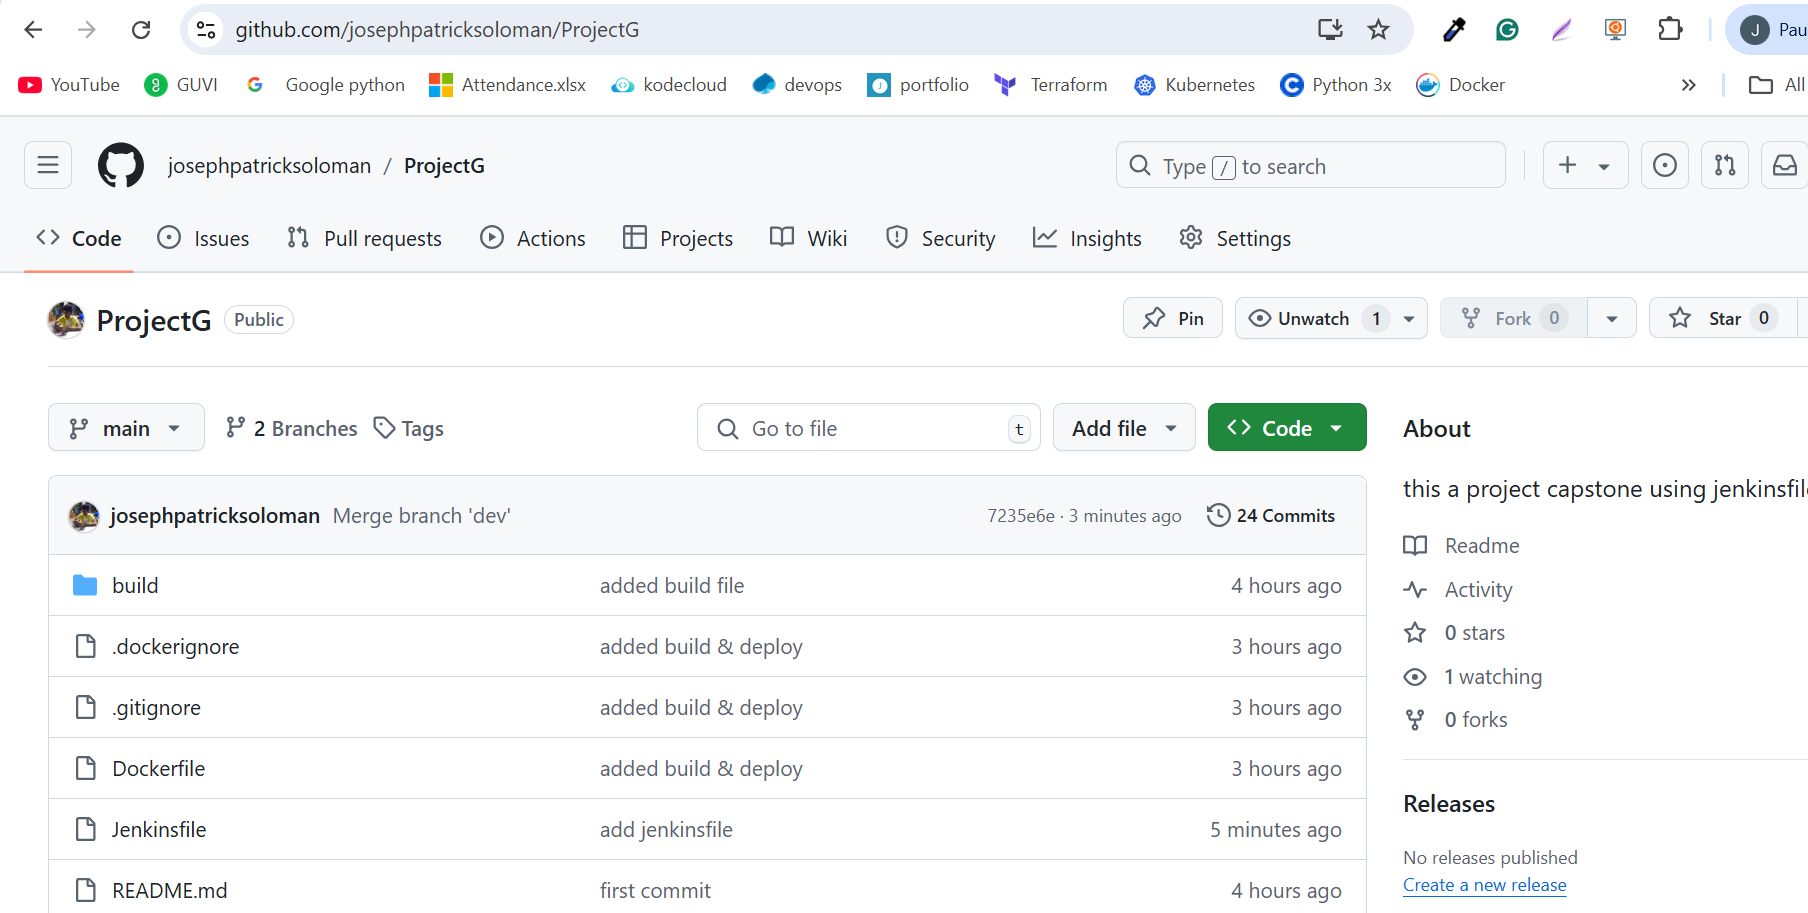 github.com/josephpatricksoloman/ProjectG
J Pau
YouTube GUVI Google python Attendance.xlsx kodecloud devops portfolio Terraform Kubernetes Python 3x Docker » All
josephpatricksoloman / ProjectG Type / to search
Code Issues Pull requests Actions Projects Wiki Security Insights Settings
ProjectG Public Pin Unwatch 1 Fork 0 Star 0
main 2 Branches Tags Go to file t Add file Code About
this a project capstone using jenkinsfile
josephpatricksoloman Merge branch 'dev' 7235e6e · 3 minutes ago 24 Commits
Readme
build added build file 4 hours ago
Activity
0 stars
.dockerignore added build & deploy 3 hours ago
1 watching
.gitignore added build & deploy 3 hours ago
0 forks
Dockerfile added build & deploy 3 hours ago
Releases
Jenkinsfile add jenkinsfile 5 minutes ago
No releases published
Create a new release
README.md first commit 4 hours ago